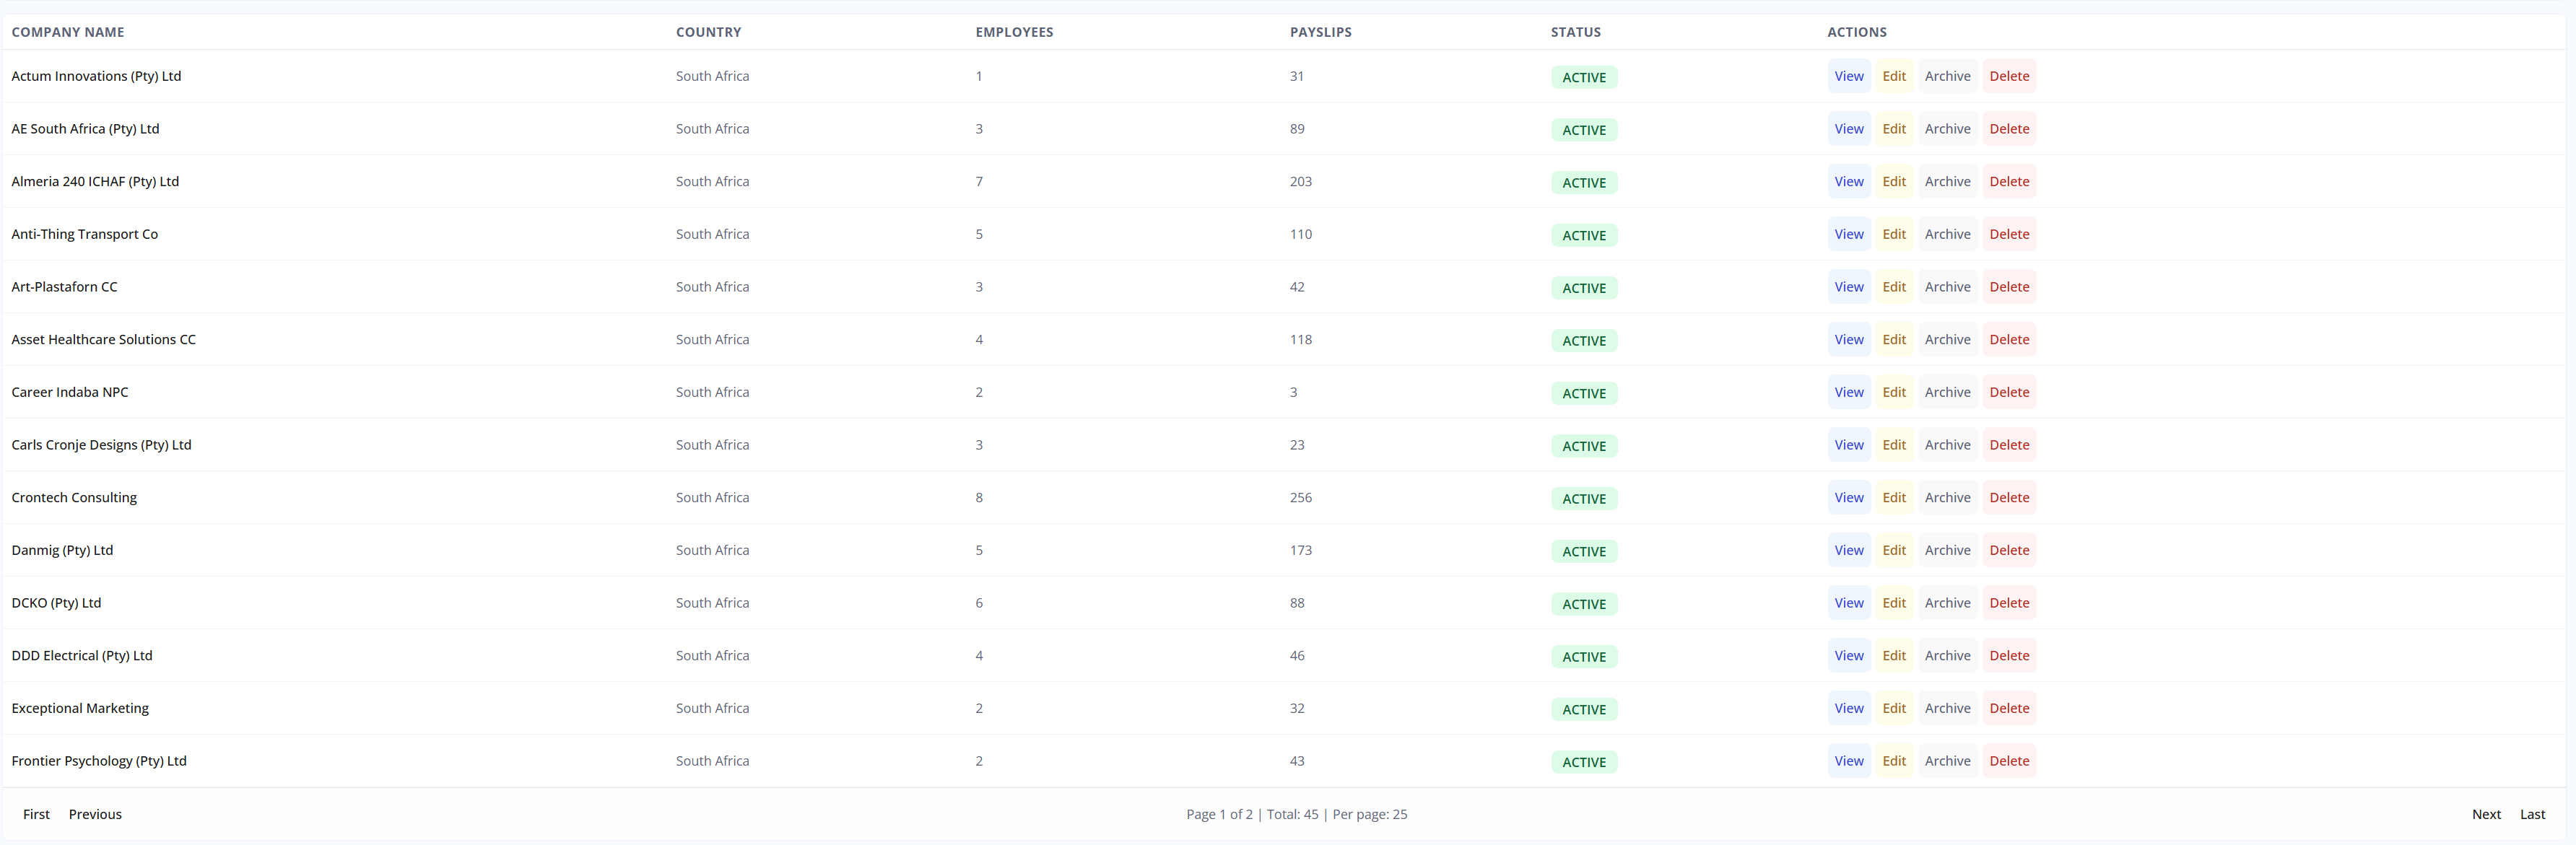 COMPANY NAME COUNTRY EMPLOYEES PAYSLIPS STATUS ACTIONS
Actum Innovations (Pty) Ltd South Africa 1 31 ACTIVE View Edit Archive Delete
AE South Africa (Pty) Ltd South Africa 3 89 ACTIVE View Edit Archive Delete
Almeria 240 ICHAF (Pty) Ltd South Africa 7 203 ACTIVE View Edit Archive Delete
Anti-Thing Transport Co South Africa 5 110 ACTIVE View Edit Archive Delete
Art-Plastaforn CC South Africa 3 42 ACTIVE View Edit Archive Delete
Asset Healthcare Solutions CC South Africa 4 118 ACTIVE View Edit Archive Delete
Career Indaba NPC South Africa 2 3 ACTIVE View Edit Archive Delete
Carls Cronje Designs (Pty) Ltd South Africa 3 23 ACTIVE View Edit Archive Delete
Crontech Consulting South Africa 8 256 ACTIVE View Edit Archive Delete
Danmig (Pty) Ltd South Africa 5 173 ACTIVE View Edit Archive Delete
DCKO (Pty) Ltd South Africa 6 88 ACTIVE View Edit Archive Delete
DDD Electrical (Pty) Ltd South Africa 4 46 ACTIVE View Edit Archive Delete
Exceptional Marketing South Africa 2 32 ACTIVE View Edit Archive Delete
Frontier Psychology (Pty) Ltd South Africa 2 43 ACTIVE View Edit Archive Delete
First Previous Page 1 of 2 | Total: 45 | Per page: 25 Next Last